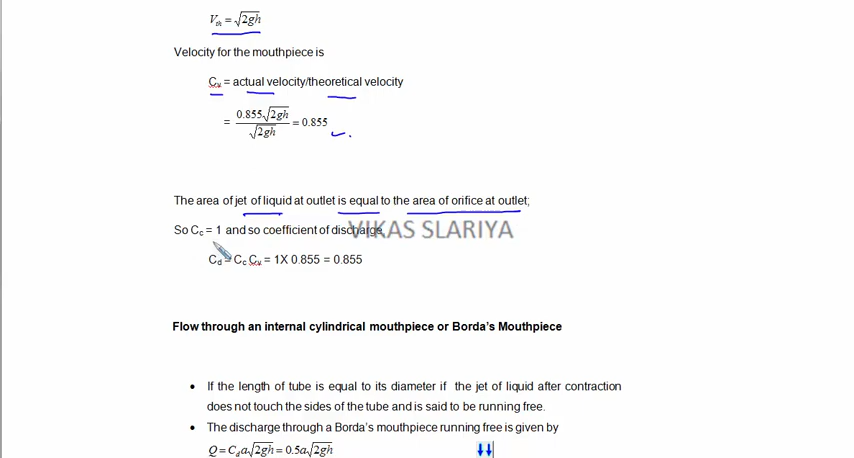 V_th = √2gh
Velocity for the mouthpiece is
C_v = actual velocity/theoretical velocity
= 0.855√2gh / √2gh = 0.855
The area of jet of liquid at outlet is equal to the area of orifice at outlet;
So C_c = 1 and so coefficient of discharge,
VIKAS SLARIYA
C_d = C_c C_v = 1X 0.855 = 0.855
Flow through an internal cylindrical mouthpiece or Borda's Mouthpiece
• If the length of tube is equal to its diameter if the jet of liquid after contraction
does not touch the sides of the tube and is said to be running free.
• The discharge through a Borda's mouthpiece running free is given by
Q = C_d a√2gh = 0.5a√2gh